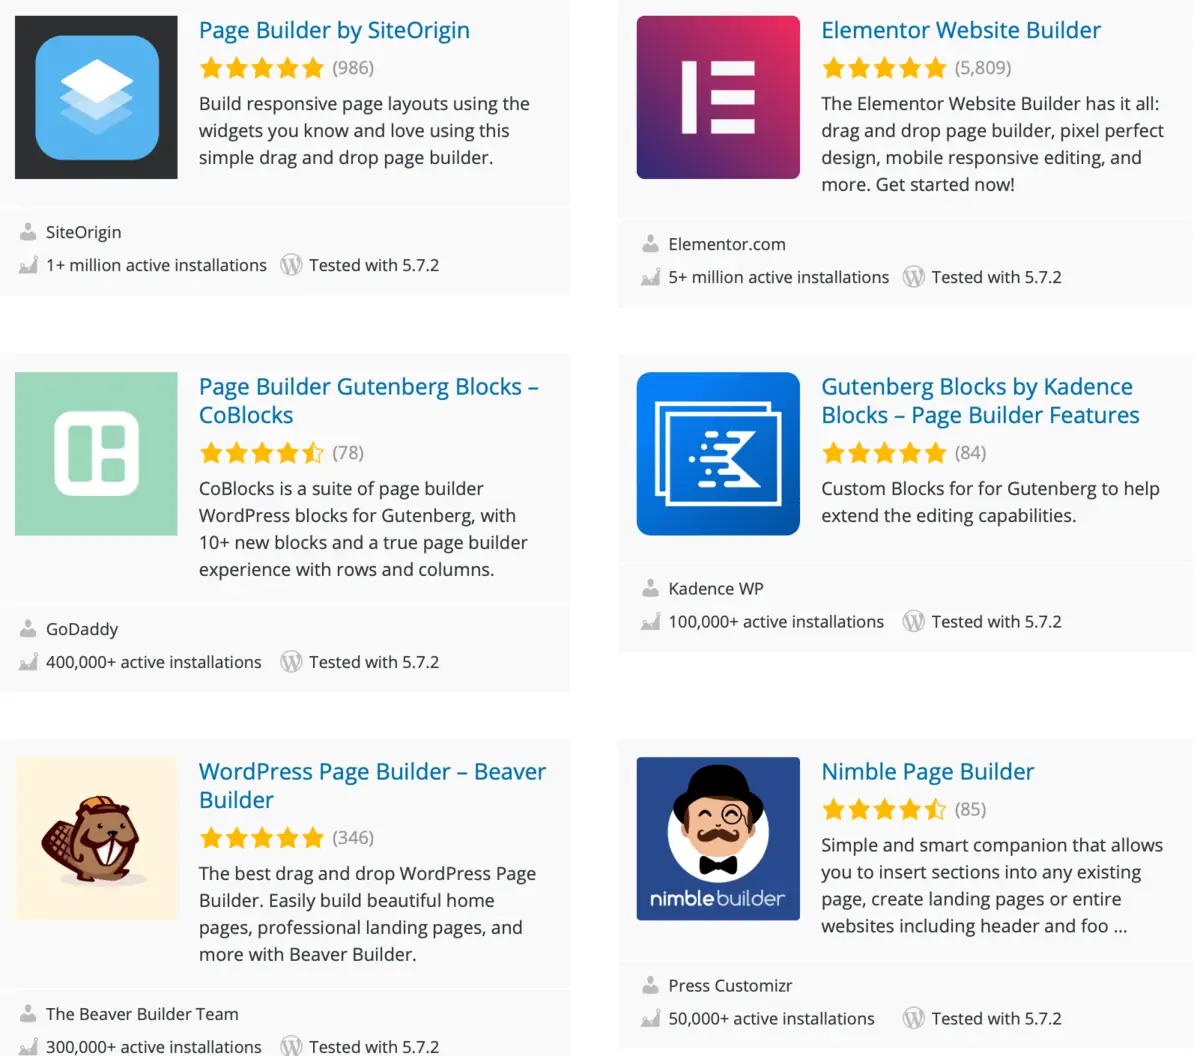 Page Builder by SiteOrigin
(986)
Build responsive page layouts using the
widgets you know and love using this
simple drag and drop page builder.
SiteOrigin
1+ million active installations Tested with 5.7.2
Elementor Website Builder
(5,809)
The Elementor Website Builder has it all:
drag and drop page builder, pixel perfect
design, mobile responsive editing, and
more. Get started now!
Elementor.com
5+ million active installations Tested with 5.7.2
Page Builder Gutenberg Blocks –
CoBlocks
(78)
CoBlocks is a suite of page builder
WordPress blocks for Gutenberg, with
10+ new blocks and a true page builder
experience with rows and columns.
GoDaddy
400,000+ active installations Tested with 5.7.2
Gutenberg Blocks by Kadence
Blocks – Page Builder Features
(84)
Custom Blocks for for Gutenberg to help
extend the editing capabilities.
Kadence WP
100,000+ active installations Tested with 5.7.2
WordPress Page Builder – Beaver
Builder
(346)
The best drag and drop WordPress Page
Builder. Easily build beautiful home
pages, professional landing pages, and
more with Beaver Builder.
The Beaver Builder Team
300,000+ active installations Tested with 5.7.2
nimblebuilder
Nimble Page Builder
(85)
Simple and smart companion that allows
you to insert sections into any existing
page, create landing pages or entire
websites including header and foo ...
Press Customizr
50,000+ active installations Tested with 5.7.2